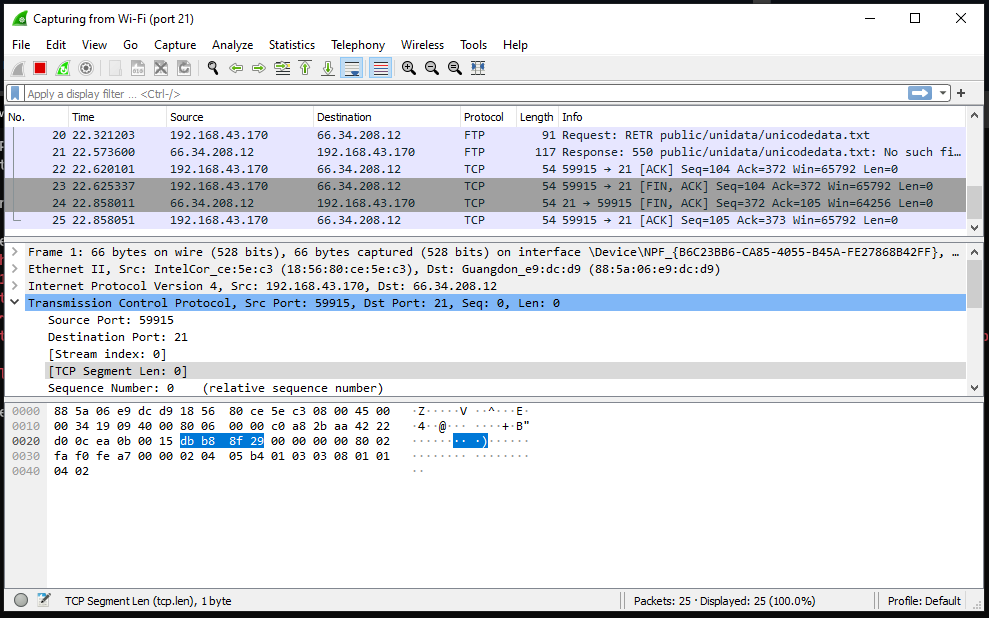 Capturing from Wi-Fi (port 21)
File Edit View Go Capture Analyze Statistics Telephony Wireless Tools Help
Apply a display filter ... <Ctrl-/>
No. Time Source Destination Protocol Length Info
20 22.321203 192.168.43.170 66.34.208.12 FTP 91 Request: RETR public/unidata/unicodedata.txt
21 22.573600 66.34.208.12 192.168.43.170 FTP 117 Response: 550 public/unidata/unicodedata.txt: No such fi…
22 22.620101 192.168.43.170 66.34.208.12 TCP 54 59915 → 21 [ACK] Seq=104 Ack=372 Win=65792 Len=0
23 22.625337 192.168.43.170 66.34.208.12 TCP 54 59915 → 21 [FIN, ACK] Seq=104 Ack=372 Win=65792 Len=0
24 22.858011 66.34.208.12 192.168.43.170 TCP 54 21 → 59915 [FIN, ACK] Seq=372 Ack=105 Win=64256 Len=0
25 22.858051 192.168.43.170 66.34.208.12 TCP 54 59915 → 21 [ACK] Seq=105 Ack=373 Win=65792 Len=0
Frame 1: 66 bytes on wire (528 bits), 66 bytes captured (528 bits) on interface \Device\NPF_{B6C23BB6-CA85-4055-B45A-FE27868B42FF}, …
Ethernet II, Src: IntelCor_ce:5e:c3 (18:56:80:ce:5e:c3), Dst: Guangdon_e9:dc:d9 (88:5a:06:e9:dc:d9)
Internet Protocol Version 4, Src: 192.168.43.170, Dst: 66.34.208.12
Transmission Control Protocol, Src Port: 59915, Dst Port: 21, Seq: 0, Len: 0
Source Port: 59915
Destination Port: 21
[Stream index: 0]
[TCP Segment Len: 0]
Sequence Number: 0 (relative sequence number)
0000 88 5a 06 e9 dc d9 18 56 80 ce 5e c3 08 00 45 00 ·Z·····V ··^···E·
0010 00 34 19 09 40 00 80 06 00 00 c0 a8 2b aa 42 22 ·4··@··· ····+·B"
0020 d0 0c ea 0b 00 15 db b8 8f 29 00 00 00 00 80 02 ········ ·)······
0030 fa f0 fe a7 00 00 02 04 05 b4 01 03 03 08 01 01 ········ ········
0040 04 02 ··
TCP Segment Len (tcp.len), 1 byte Packets: 25 · Displayed: 25 (100.0%) Profile: Default